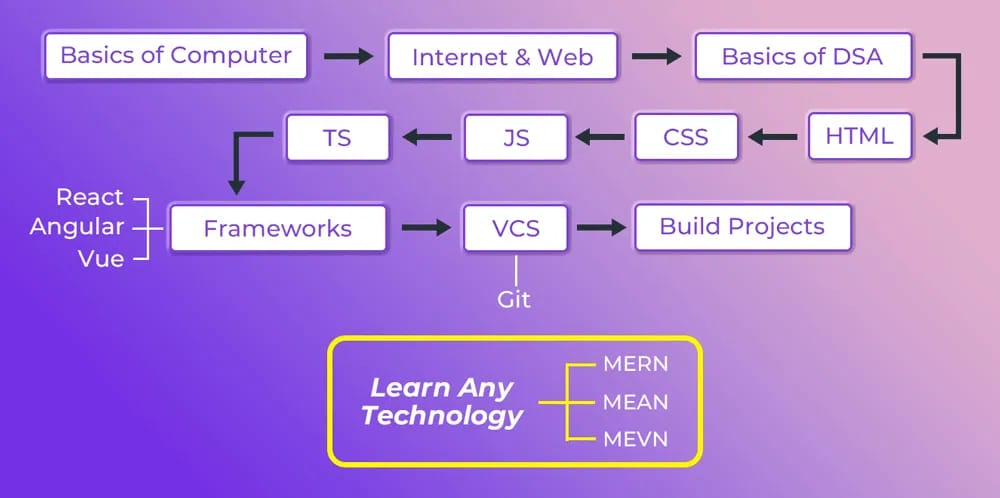 Basics of Computer
Internet & Web
Basics of DSA
HTML
CSS
JS
TS
React
Angular
Vue
Frameworks
VCS
Build Projects
Git
Learn Any
Technology
MERN
MEAN
MEVN